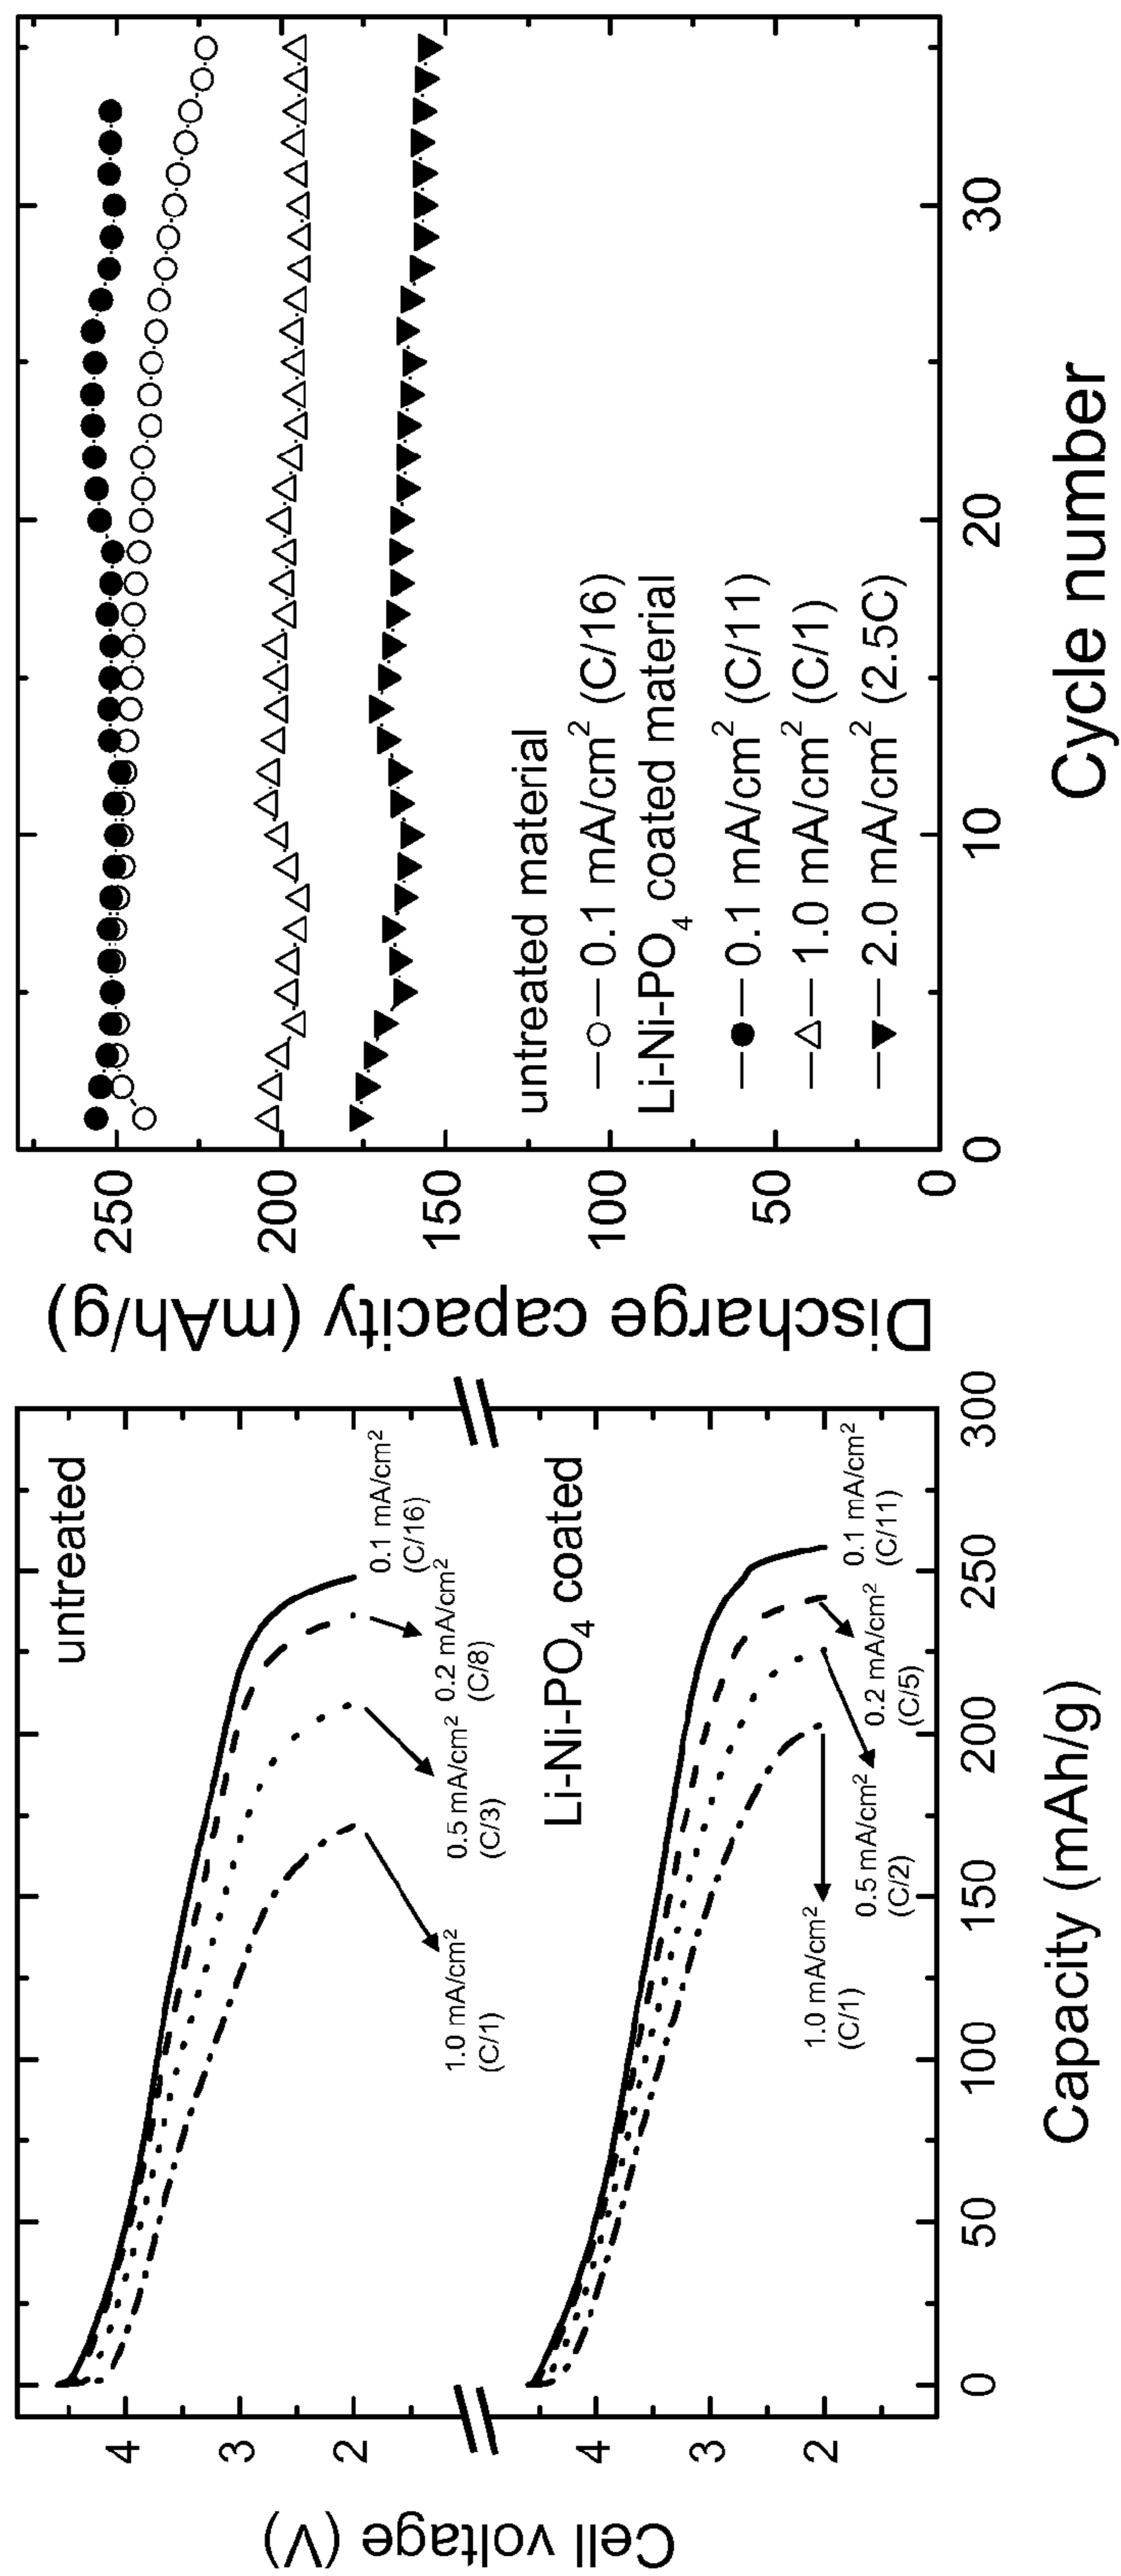 untreated
0.1 mA/cm²
(C/16)
0.2 mA/cm²
(C/8)
0.5 mA/cm²
(C/3)
1.0 mA/cm²
(C/1)
Li-Ni-PO₄ coated
0.1 mA/cm²
(C/11)
0.2 mA/cm²
(C/5)
0.5 mA/cm²
(C/2)
1.0 mA/cm²
(C/1)
4
3
2
4
3
2
Cell voltage (V)
0 50 100 150 200 250 300
Capacity (mAh/g)
250
200
150
100
50
0
Discharge capacity (mAh/g)
untreated material
0.1 mA/cm² (C/16)
Li-Ni-PO₄ coated material
0.1 mA/cm² (C/11)
1.0 mA/cm² (C/1)
2.0 mA/cm² (2.5C)
0 10 20 30
Cycle number